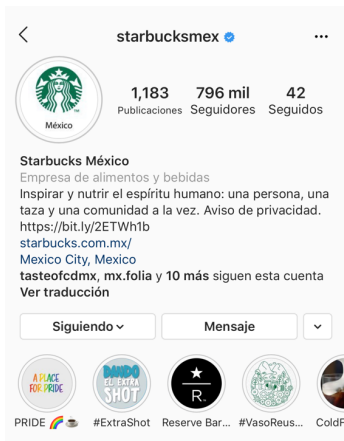 starbucksmex
México
1,183 796 mil 42
Publicaciones Seguidores Seguidos
Starbucks México
Empresa de alimentos y bebidas
Inspirar y nutrir el espíritu humano: una persona, una
taza y una comunidad a la vez. Aviso de privacidad.
https://bit.ly/2ETWh1b
starbucks.com.mx/
Mexico City, Mexico
tasteofcdmx, mx.folia y 10 más siguen esta cuenta
Ver traducción
Siguiendo Mensaje
A PLACE
FOR PRIDE
DANDO
EL EXTRA
SHOT
R.
PRIDE 🌈☕ #ExtraShot Reserve Bar... #VasoReus... ColdF